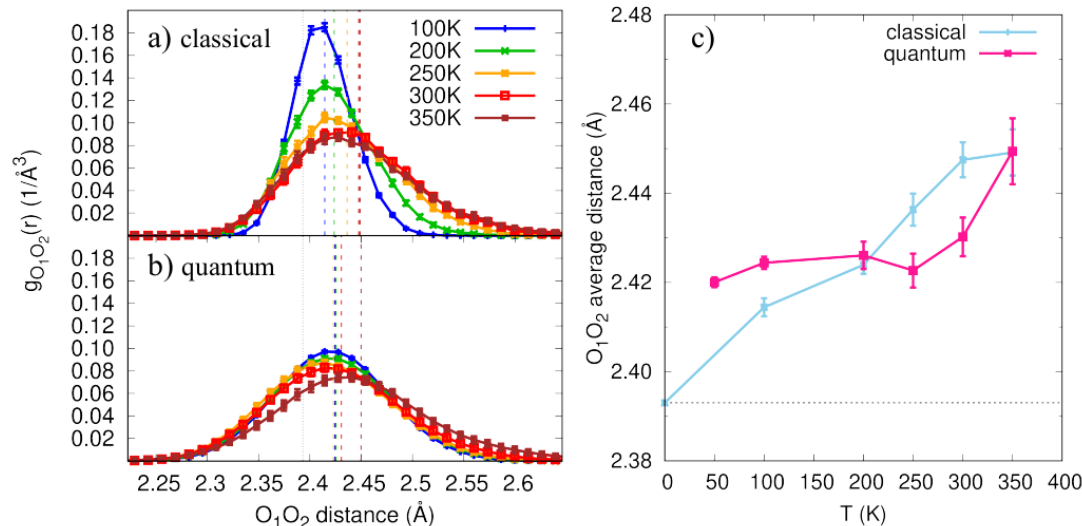 a) classical
100K
200K
250K
300K
350K
0.18
0.16
0.14
0.12
0.10
0.08
0.06
0.04
0.02
b) quantum
0.18
0.16
0.14
0.12
0.10
0.08
0.06
0.04
0.02
g_{O₁O₂}(r) (1/Å³)
2.25 2.3 2.35 2.4 2.45 2.5 2.55 2.6
O₁O₂ distance (Å)
c)
classical
quantum
2.48
2.46
2.44
2.42
2.40
2.38
O₁O₂ average distance (Å)
0 50 100 150 200 250 300 350 400
T (K)